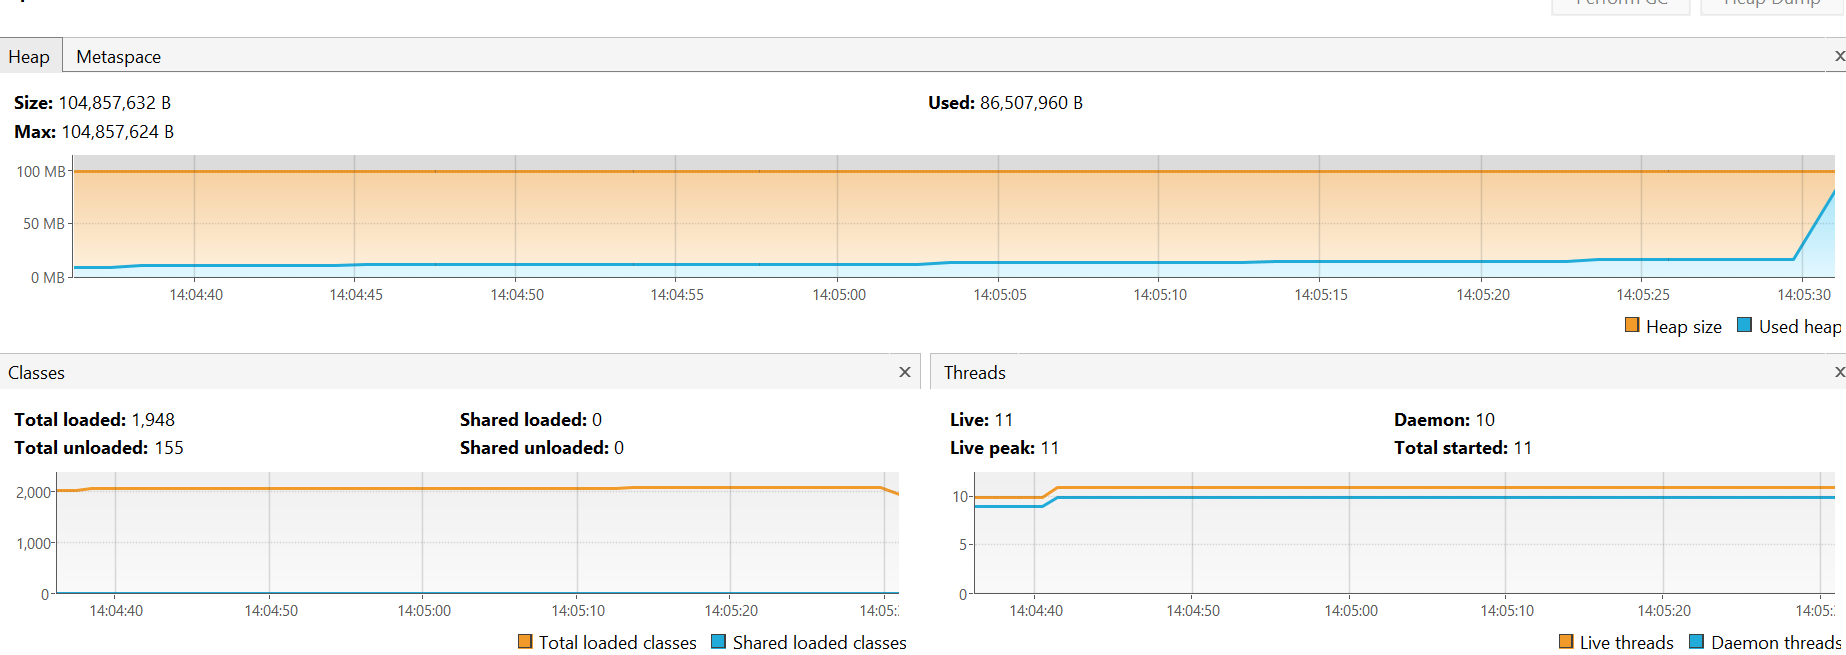 Perform GC Heap Dump
Heap Metaspace x
Size: 104,857,632 B Used: 86,507,960 B
Max: 104,857,624 B
100 MB
50 MB
0 MB
14:04:40 14:04:45 14:04:50 14:04:55 14:05:00 14:05:05 14:05:10 14:05:15 14:05:20 14:05:25 14:05:30
Heap size Used heap
Classes x Threads x
Total loaded: 1,948 Shared loaded: 0 Live: 11 Daemon: 10
Total unloaded: 155 Shared unloaded: 0 Live peak: 11 Total started: 11
2,000
1,000
0
14:04:40 14:04:50 14:05:00 14:05:10 14:05:20 14:05:
Total loaded classes Shared loaded classes
10
5
0
14:04:40 14:04:50 14:05:00 14:05:10 14:05:20 14:05:
Live threads Daemon threads